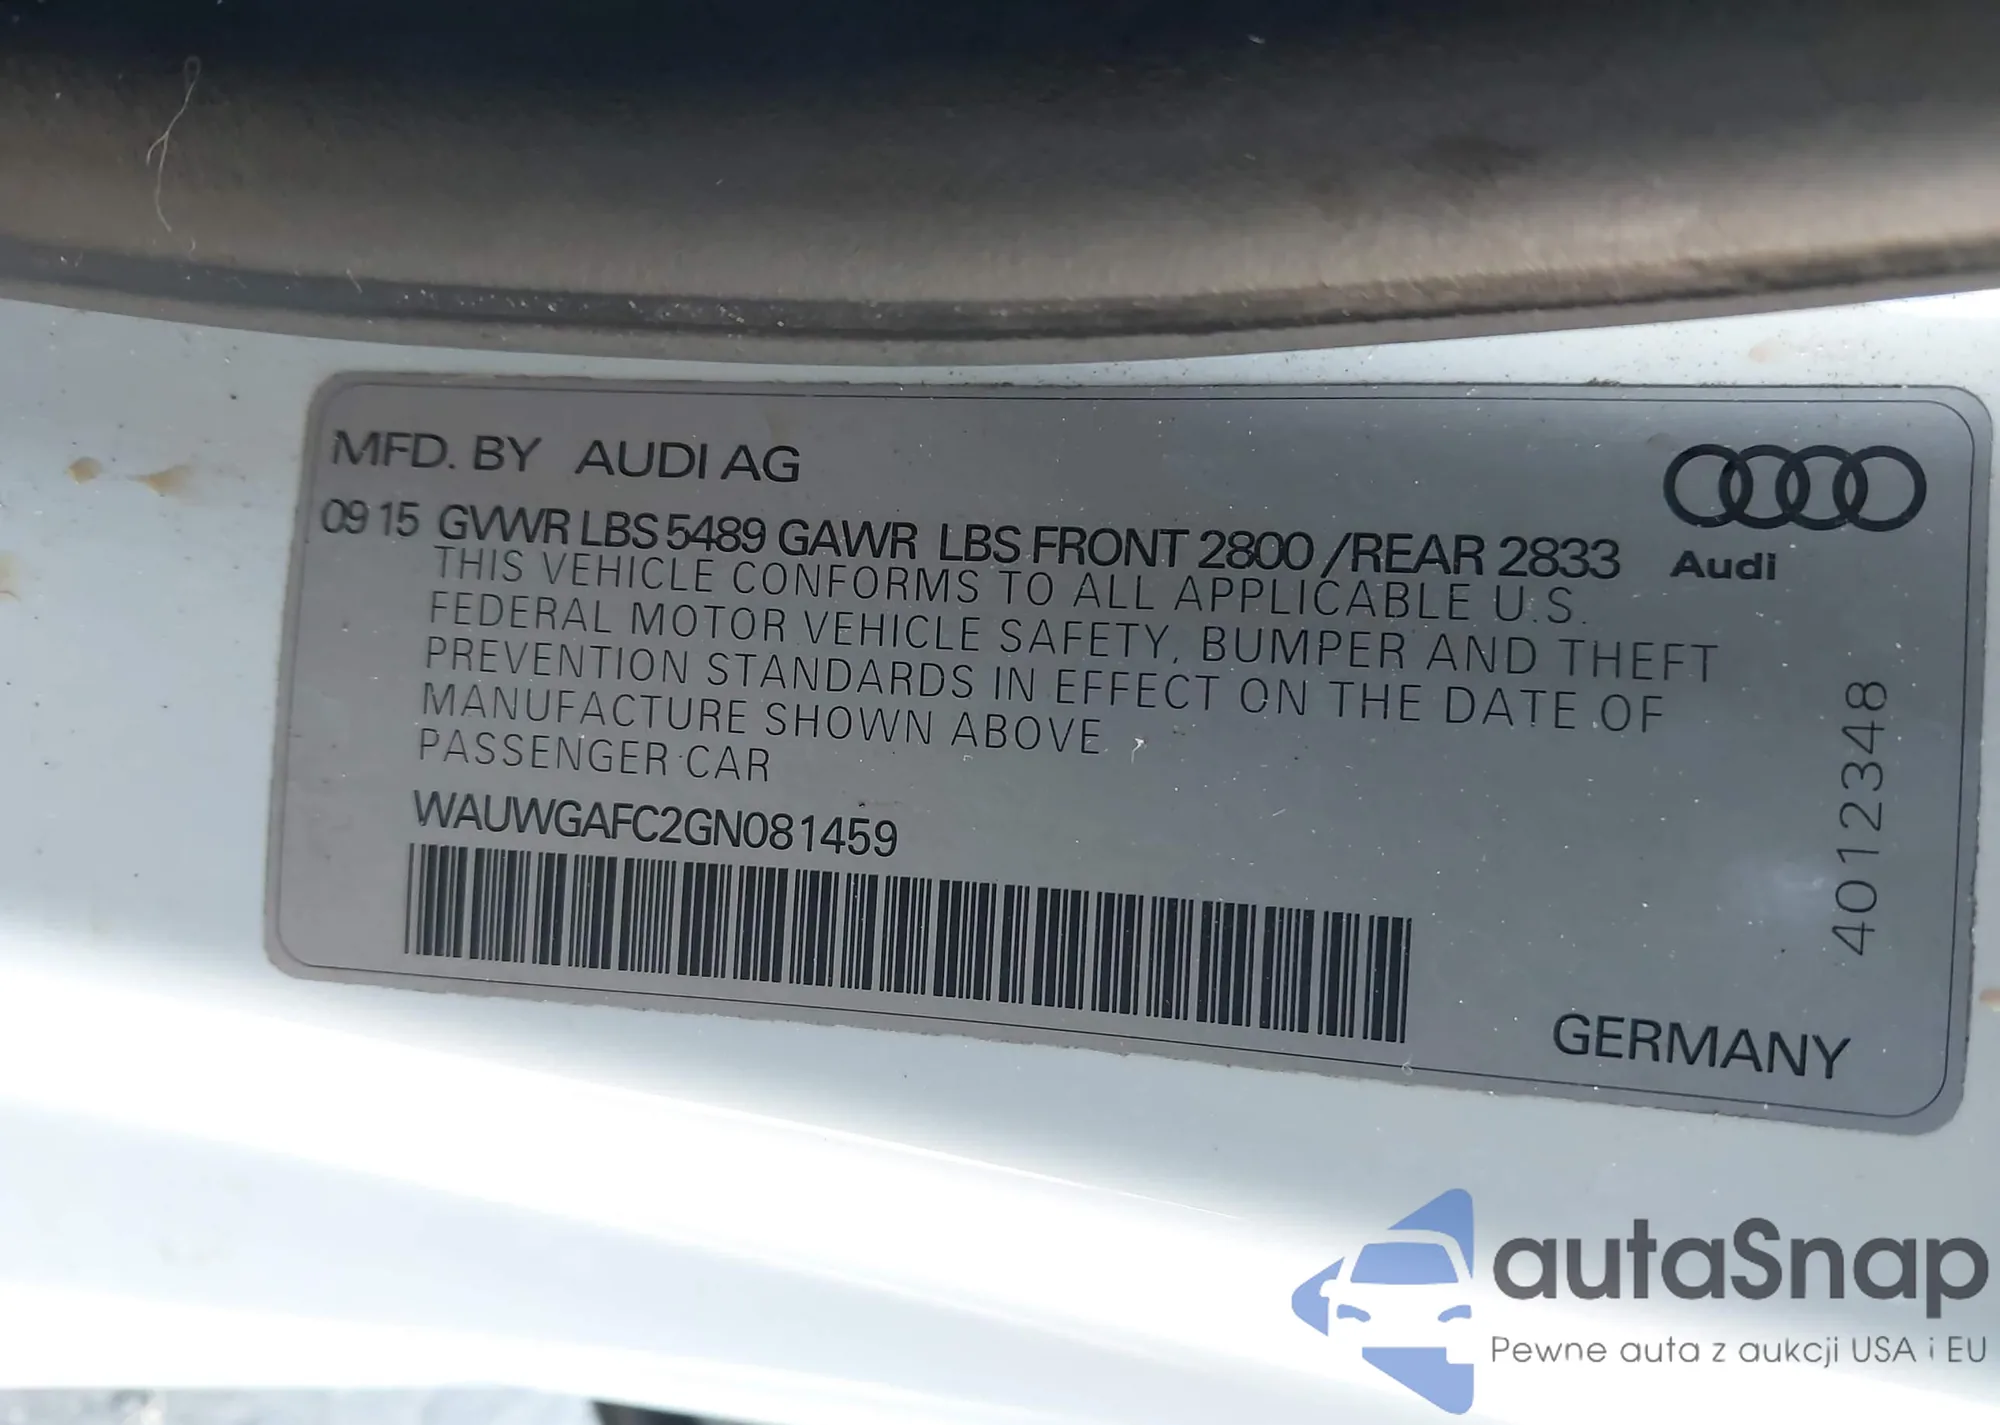 MFD. BY AUDI AG
09 15 GVWR LBS 5489 GAWR LBS FRONT 2800 /REAR 2833
Audi
THIS VEHICLE CONFORMS TO ALL APPLICABLE U.S.
FEDERAL MOTOR VEHICLE SAFETY, BUMPER AND THEFT
PREVENTION STANDARDS IN EFFECT ON THE DATE OF
MANUFACTURE SHOWN ABOVE
PASSENGER CAR
WAUWGAFC2GN081459
4012348
GERMANY
autaSnap
Pewne auta z aukcji USA i EU